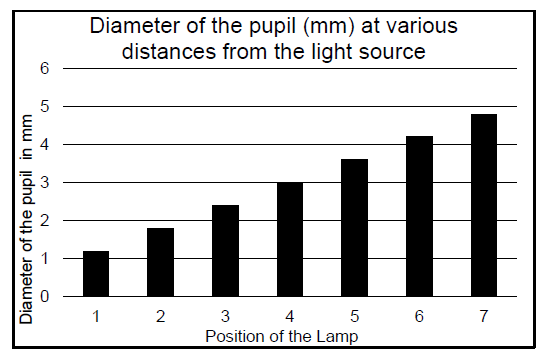 Diameter of the pupil (mm) at various
distances from the light source
Diameter of the pupil in mm
6
5
4
3
2
1
0
1 2 3 4 5 6 7
Position of the Lamp